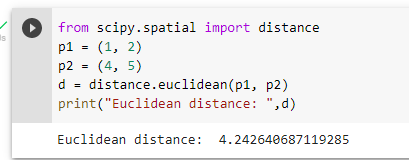 from scipy.spatial import distance
p1 = (1, 2)
p2 = (4, 5)
d = distance.euclidean(p1, p2)
print("Euclidean distance: ",d)
Euclidean distance:  4.242640687119285